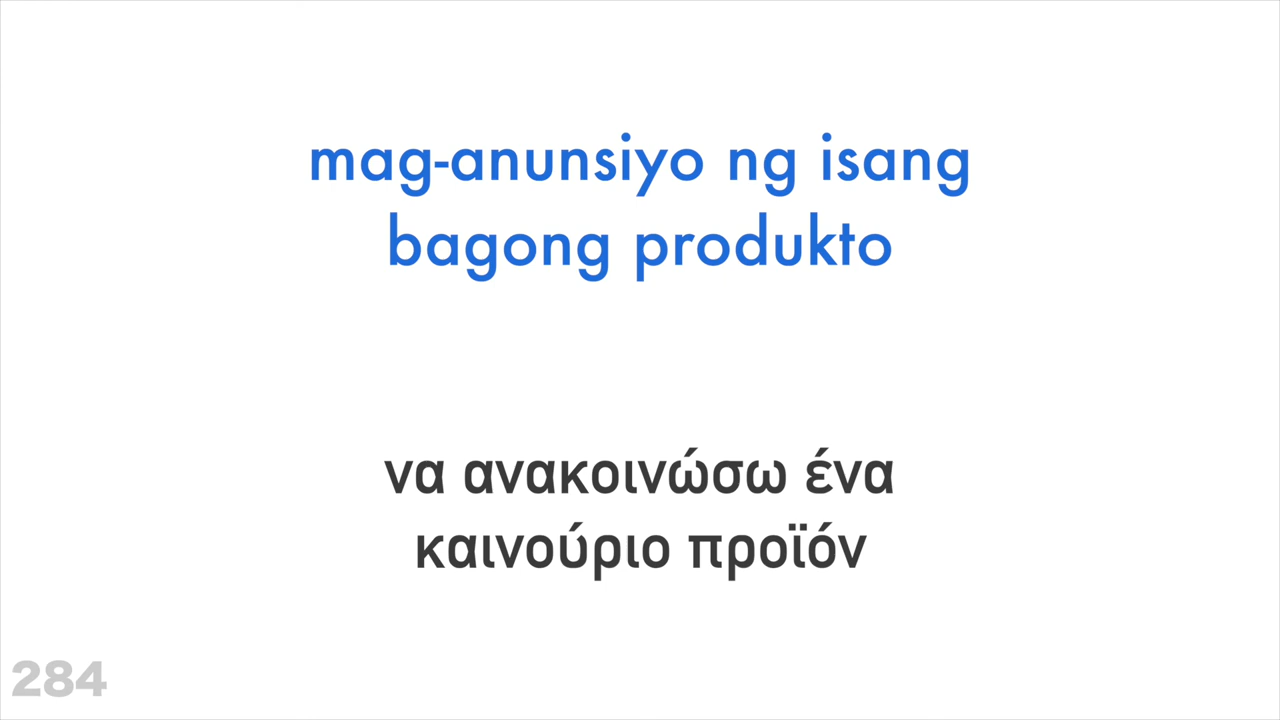 mag-anunsiyo ng isang
bagong produkto
να ανακοινώσω ένα
καινούριο προϊόν
284